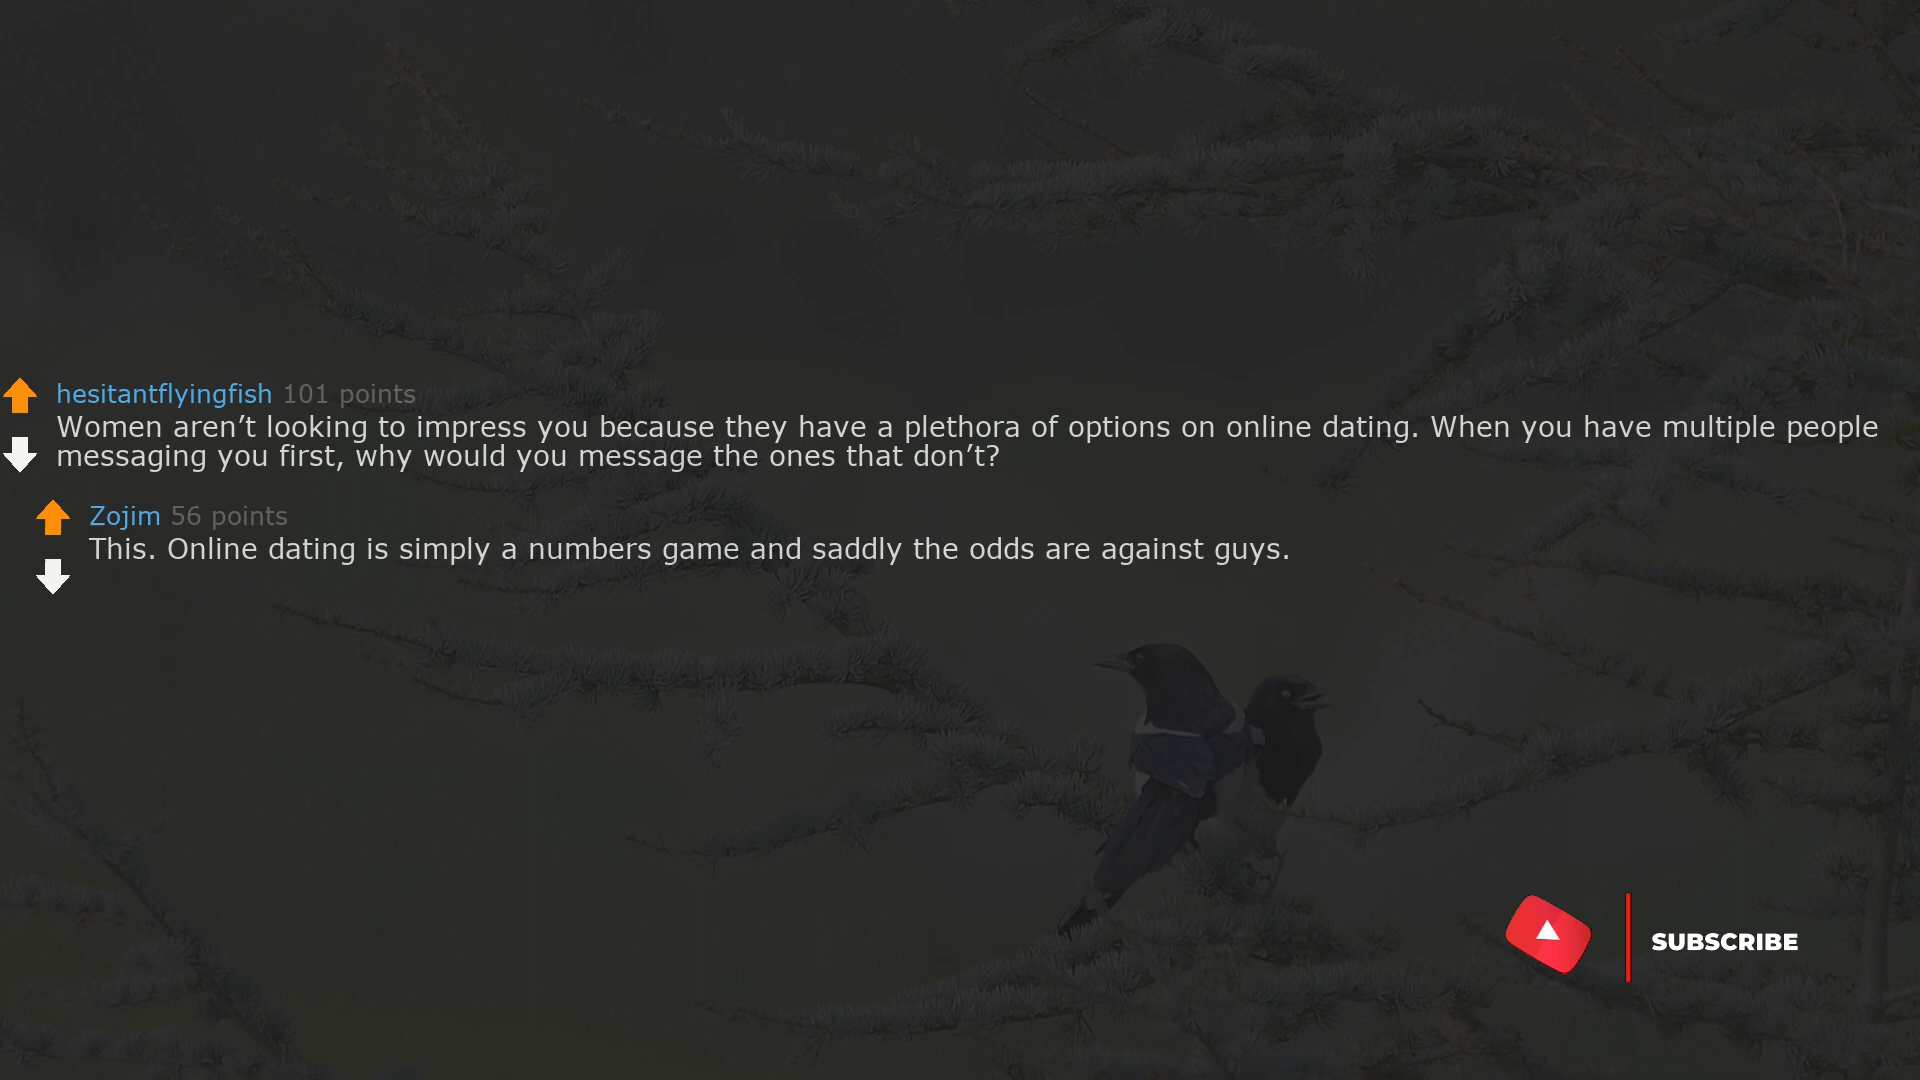 hesitantflyingfish 101 points
Women aren’t looking to impress you because they have a plethora of options on online dating. When you have multiple people
messaging you first, why would you message the ones that don’t?
Zojim 56 points
This. Online dating is simply a numbers game and saddly the odds are against guys.
SUBSCRIBE